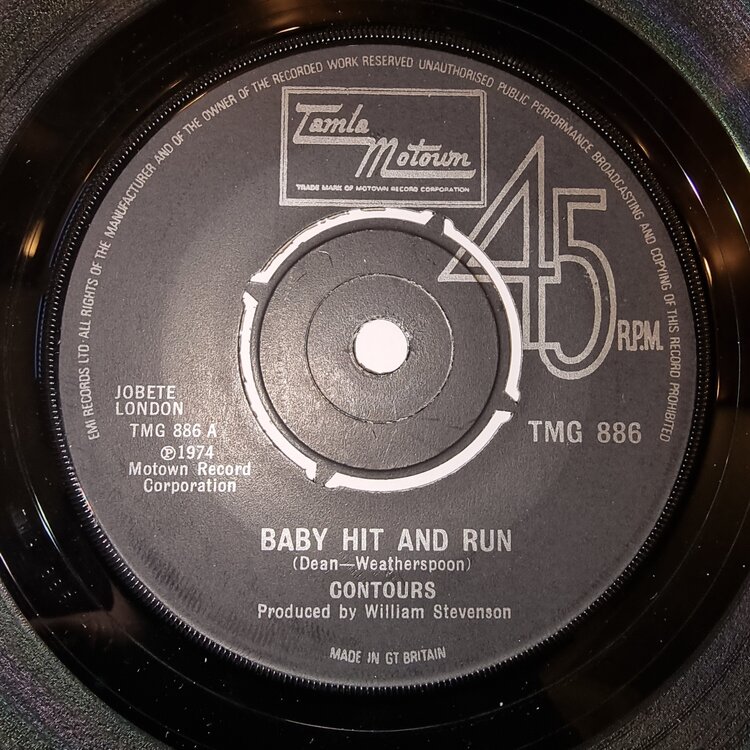 EMI RECORDS LTD·ALL RIGHTS OF THE MANUFACTURER AND OF THE OWNER OF THE RECORDED WORK RESERVED UNAUTHORISED PUBLIC PERFORMANCE BROADCASTING AND COPYING OF THIS RECORD PROHIBITED
Tamla
Motown
TRADE MARK OF MOTOWN RECORD CORPORATION
45
R.P.M.
JOBETE
LONDON
TMG 886 A
℗1974
Motown Record
Corporation
TMG 886
BABY HIT AND RUN
(Dean—Weatherspoon)
CONTOURS
Produced by William Stevenson
MADE IN GT BRITAIN